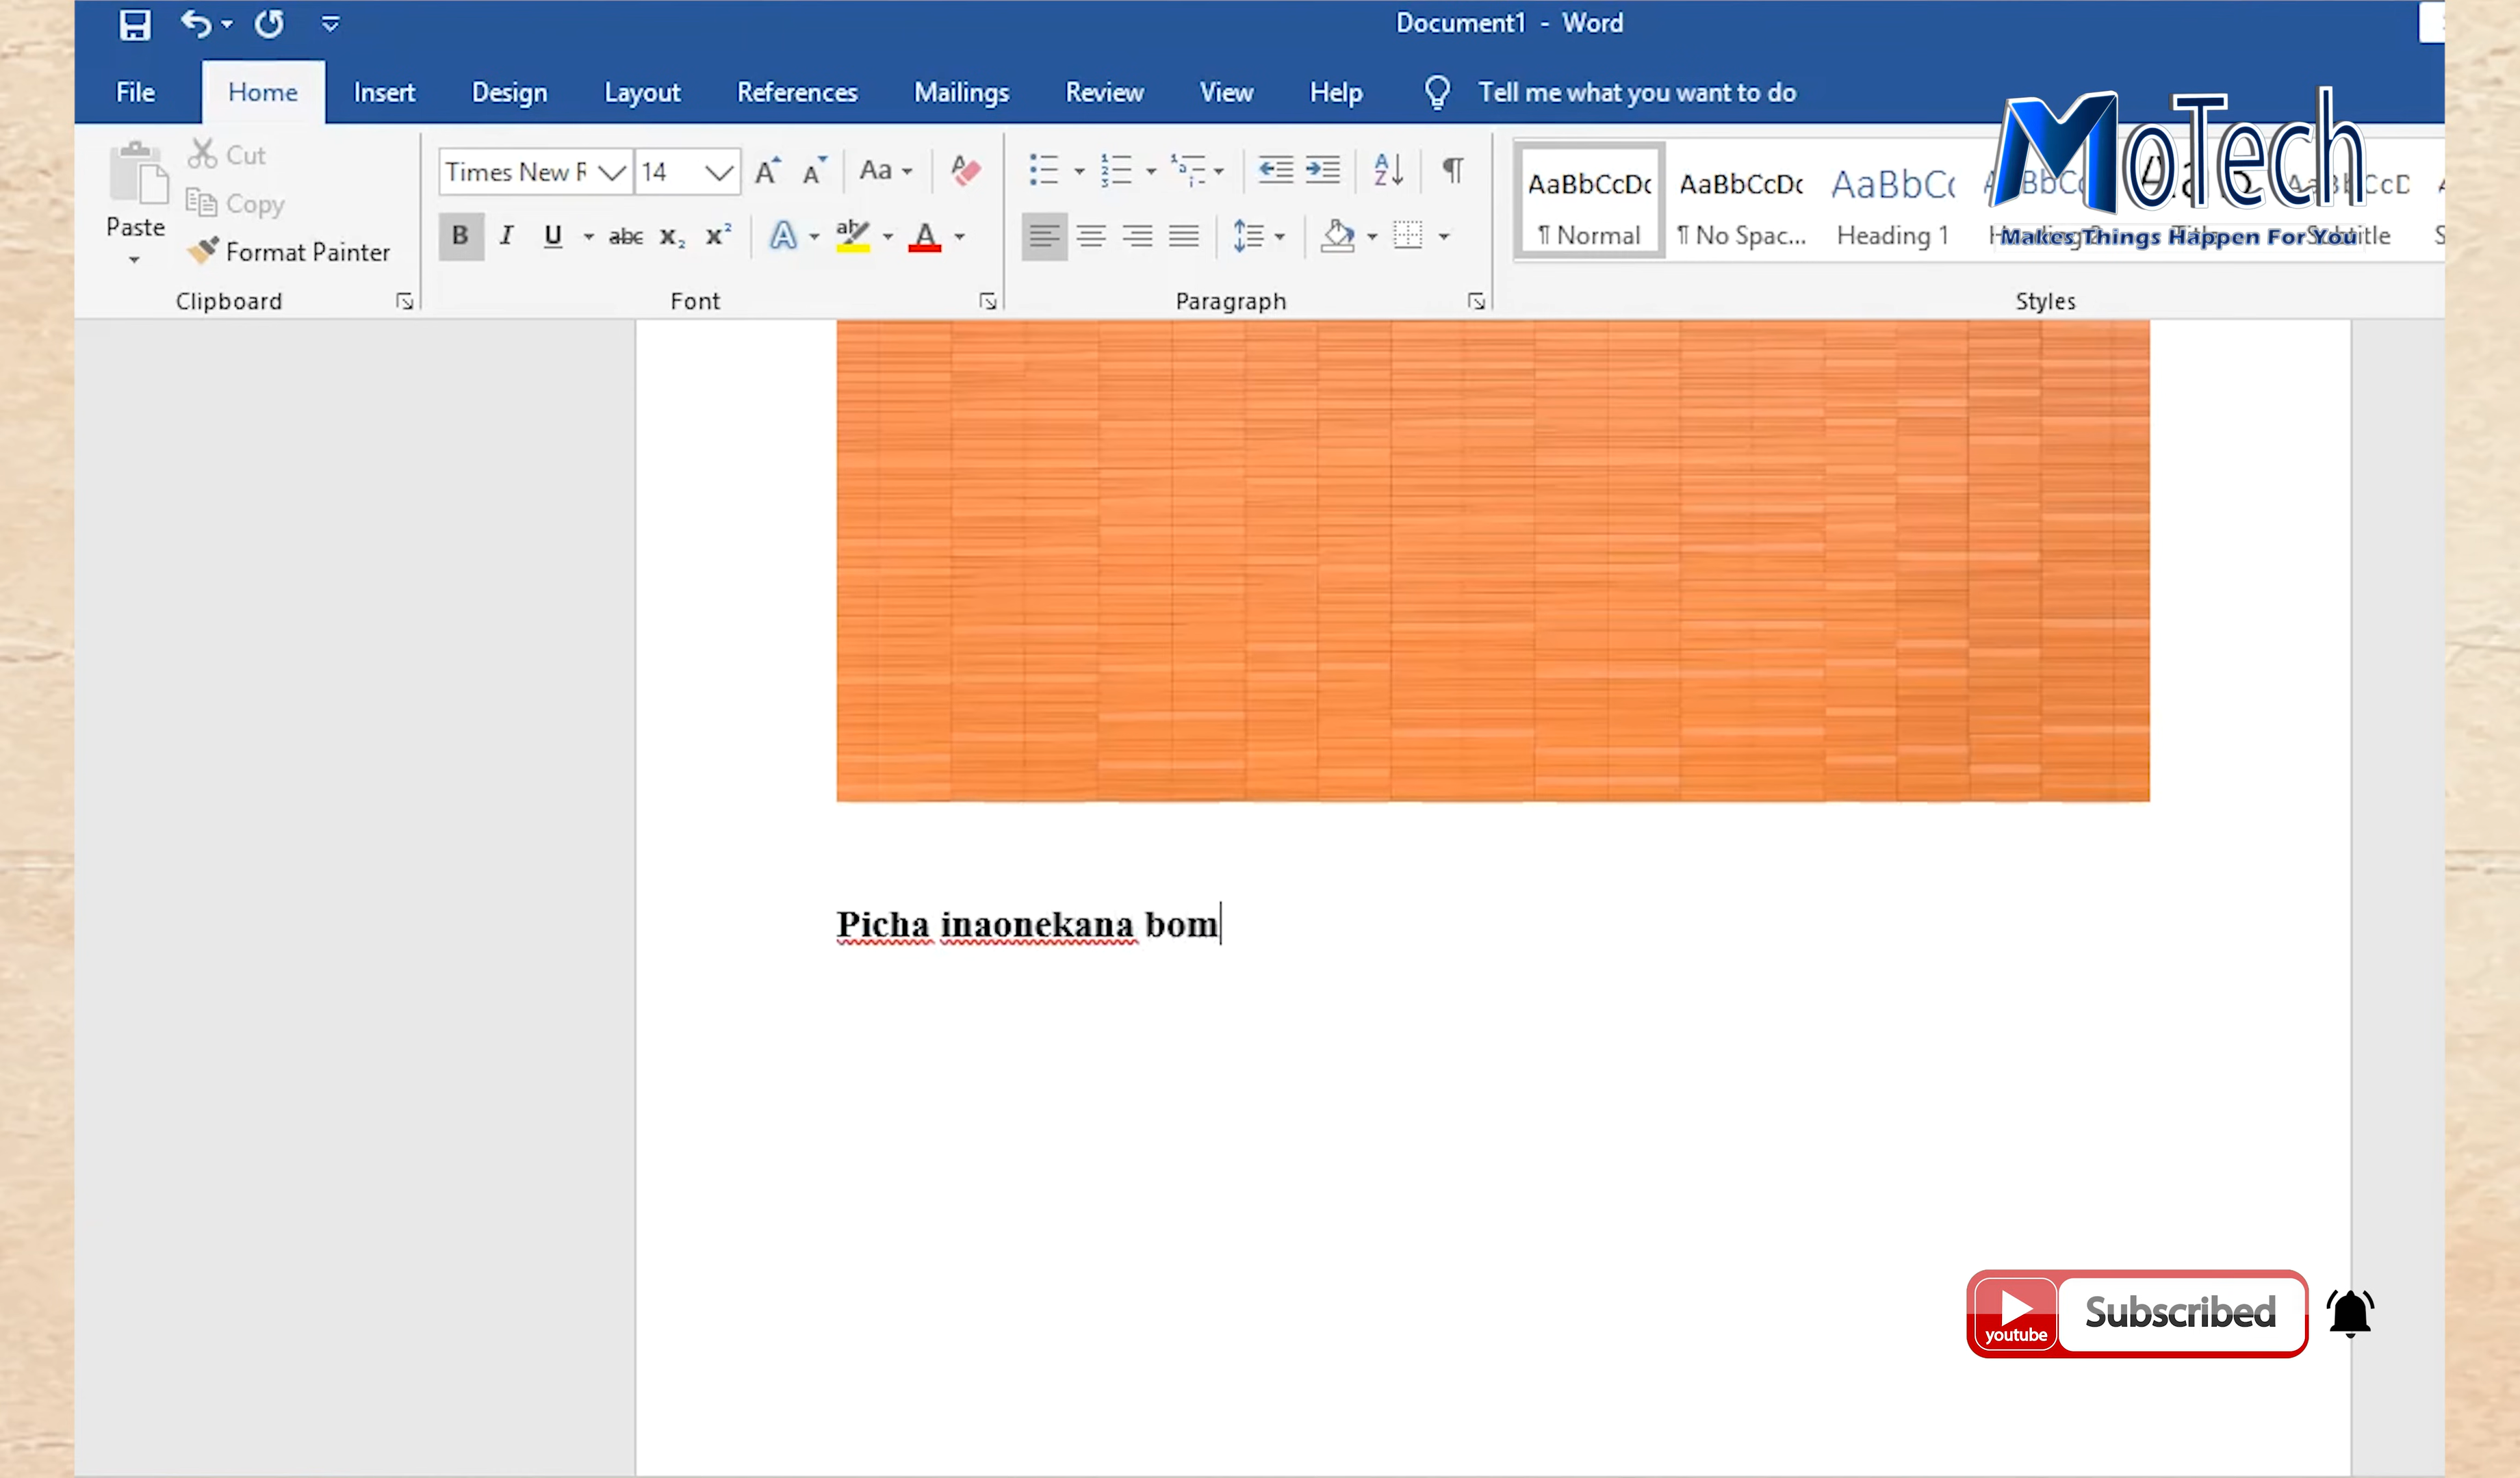 Document1 - Word
File Home Insert Design Layout References Mailings Review View Help Tell me what you want to do
MoTech
Makes Things Happen For You
Paste
Cut
Copy
Format Painter
Clipboard
Times New R 14
Font
Paragraph
AaBbCcDc AaBbCcDc AaBbCc
¶ Normal ¶ No Spac... Heading 1
Styles
Picha inaonekana bom
youtube
Subscribed